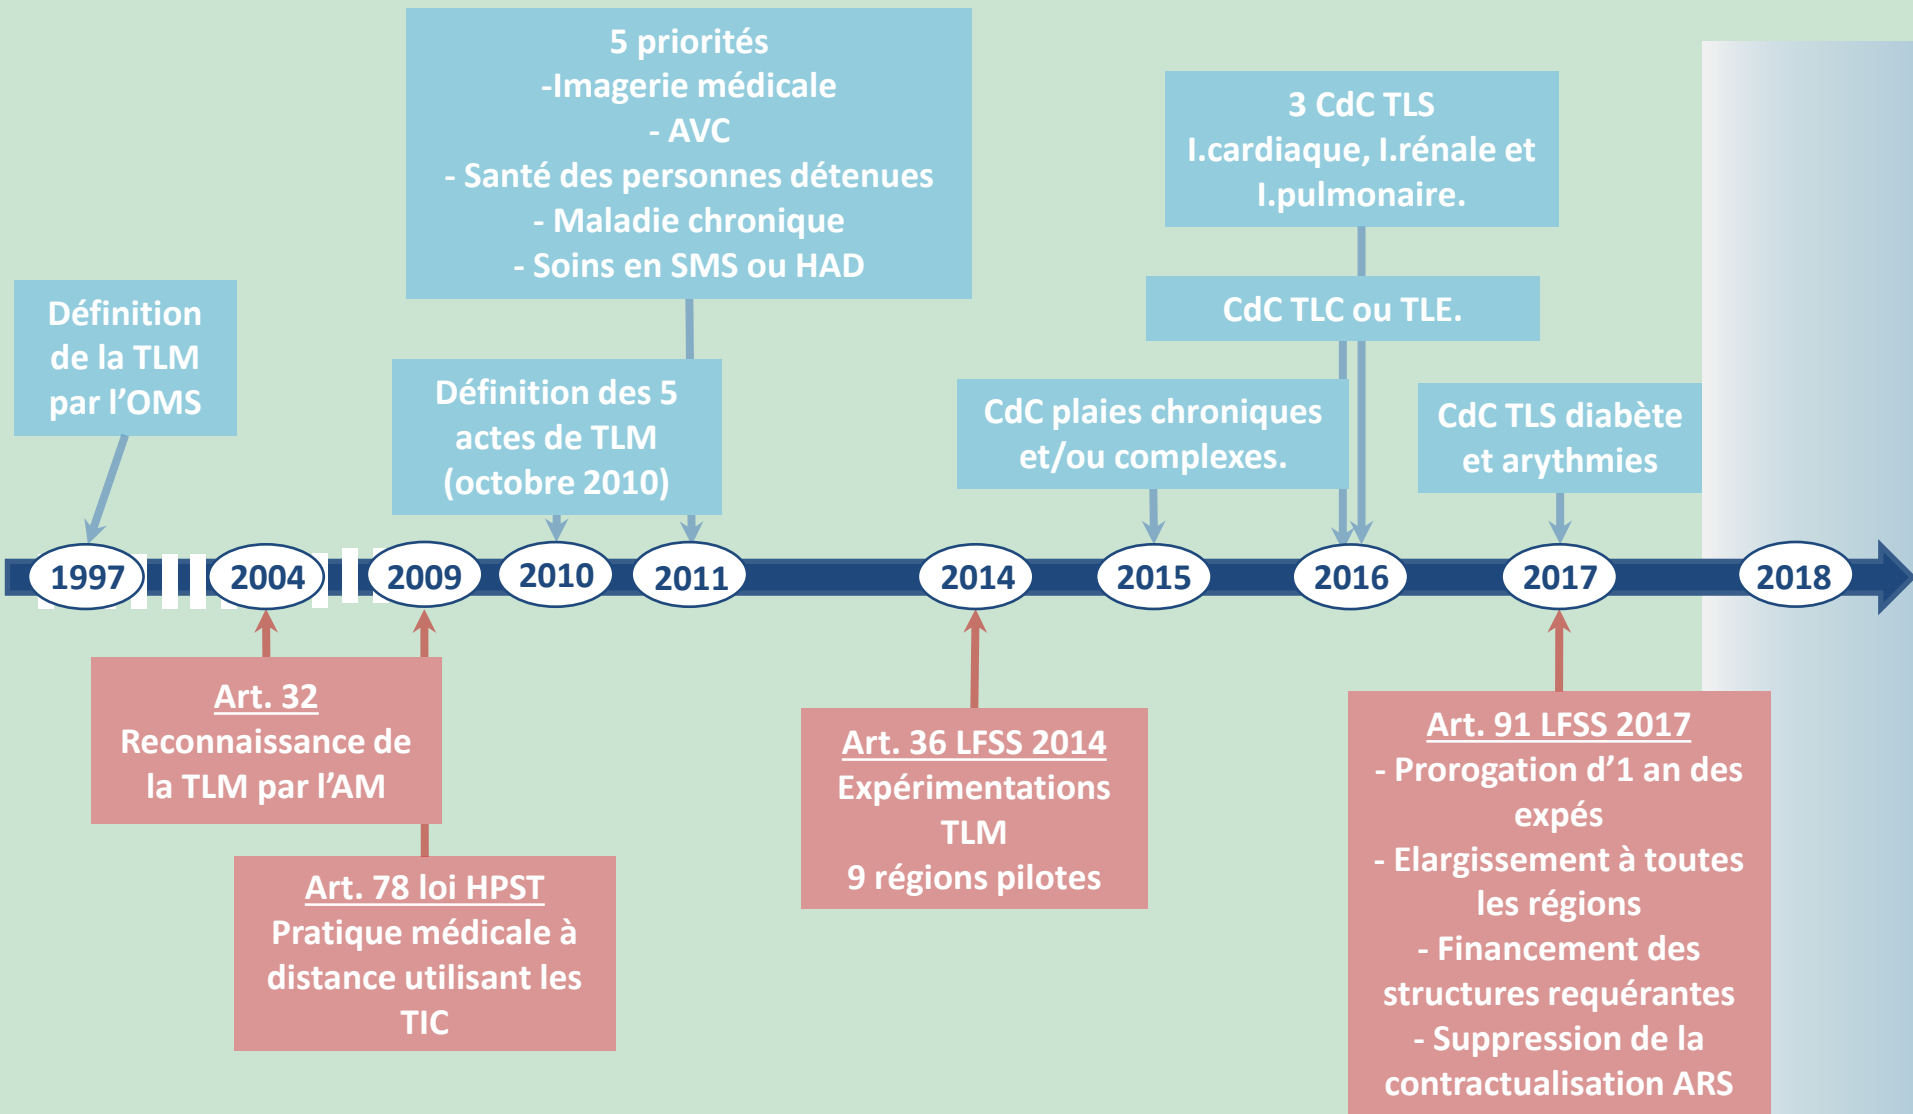 5 priorités
-Imagerie médicale
- AVC
- Santé des personnes détenues
- Maladie chronique
- Soins en SMS ou HAD
3 CdC TLS
I.cardiaque, I.rénale et
I.pulmonaire.
Définition
de la TLM
par l’OMS
CdC TLC ou TLE.
Définition des 5
actes de TLM
(octobre 2010)
CdC plaies chroniques
et/ou complexes.
CdC TLS diabète
et arythmies
1997
2004
2009
2010
2011
2014
2015
2016
2017
2018
Art. 32
Reconnaissance de
la TLM par l’AM
Art. 78 loi HPST
Pratique médicale à
distance utilisant les
TIC
Art. 36 LFSS 2014
Expérimentations
TLM
9 régions pilotes
Art. 91 LFSS 2017
- Prorogation d’1 an des
expés
- Elargissement à toutes
les régions
- Financement des
structures requérantes
- Suppression de la
contractualisation ARS